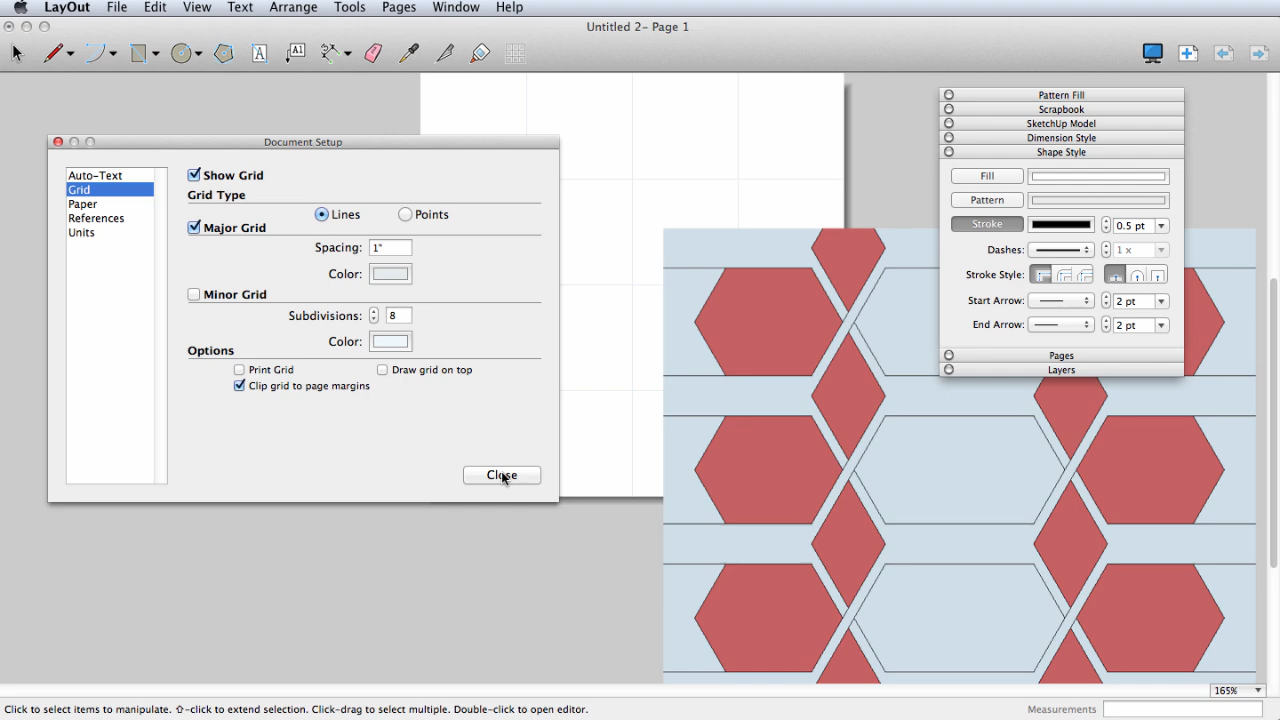 LayOut File Edit View Text Arrange Tools Pages Window Help
Untitled 2- Page 1
A A1
Document Setup
Auto-Text
Grid
Paper
References
Units
Show Grid
Grid Type
Lines Points
Major Grid
Spacing: 1"
Color:
Minor Grid
Subdivisions: 8
Color:
Options
Print Grid Draw grid on top
Clip grid to page margins
Close
Pattern Fill
Scrapbook
SketchUp Model
Dimension Style
Shape Style
Fill
Pattern
Stroke 0.5 pt
Dashes: 1 x
Stroke Style:
Start Arrow: 2 pt
End Arrow: 2 pt
Pages
Layers
165%
Click to select items to manipulate. ⇧-click to extend selection. Click-drag to select multiple. Double-click to open editor. Measurements